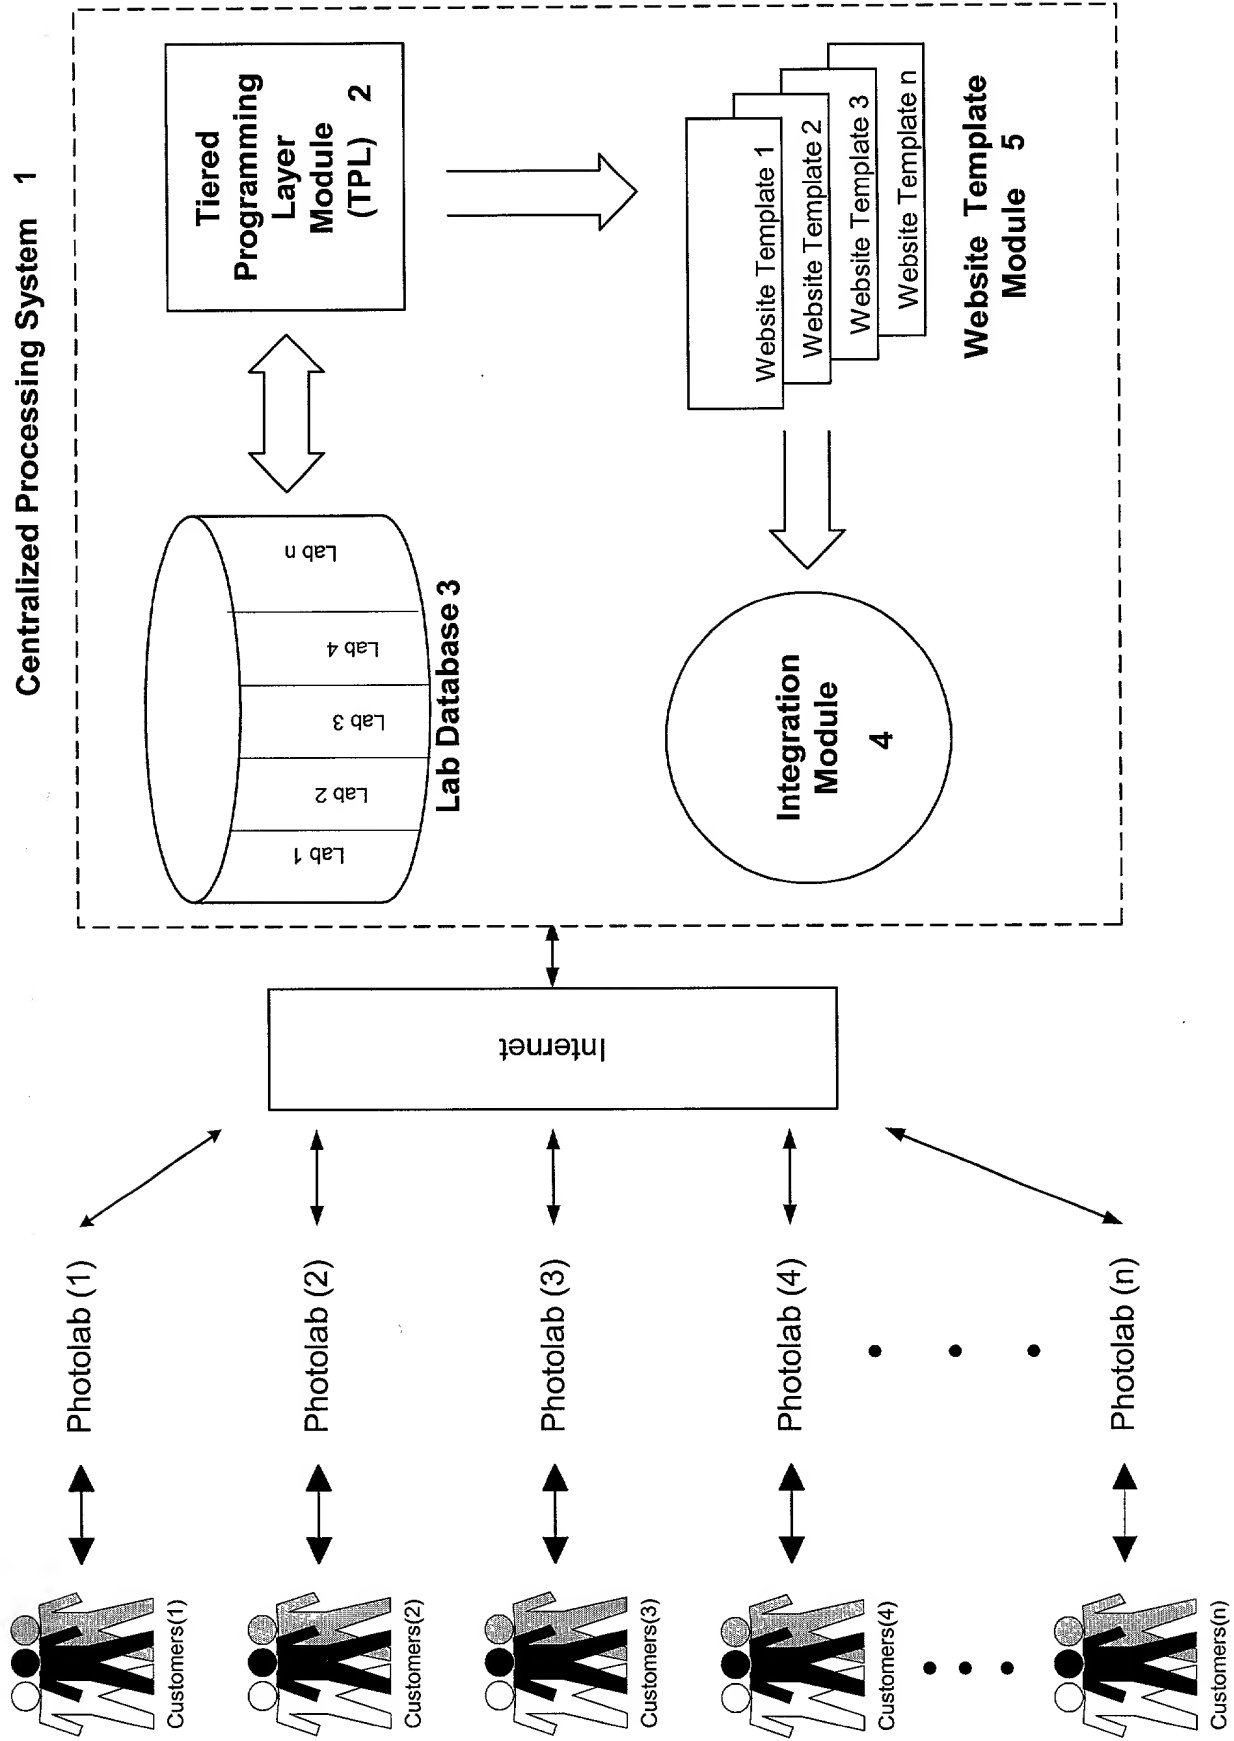 Centralized Processing System 1
Tiered
Programming
Layer
Module
(TPL) 2
Lab 1
Lab 2
Lab 3
Lab 4
Lab n
Lab Database 3
Website Template 1
Website Template 2
Website Template 3
Website Template n
Website Template
Module 5
Integration
Module
4
Internet
Photolab (1)
Photolab (2)
Photolab (3)
Photolab (4)
Photolab (n)
Customers(1)
Customers(2)
Customers(3)
Customers(4)
Customers(n)